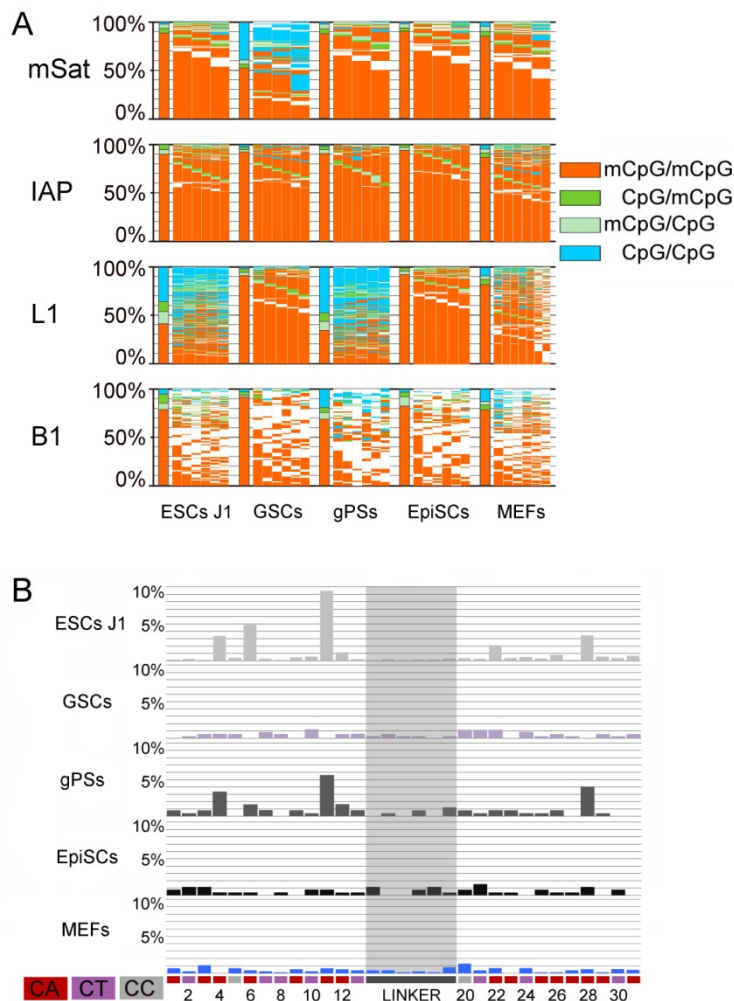 A
mSat
100%
50%
0%
IAP
100%
50%
0%
L1
100%
50%
0%
B1
100%
50%
0%
mCpG/mCpG
CpG/mCpG
mCpG/CpG
CpG/CpG
ESCs J1 GSCs gPSs EpiSCs MEFs
B
ESCs J1
10%
5%
GSCs
10%
5%
gPSs
10%
5%
EpiSCs
10%
5%
MEFs
10%
5%
CA CT CC
2 4 6 8 10 12 LINKER 20 22 24 26 28 30